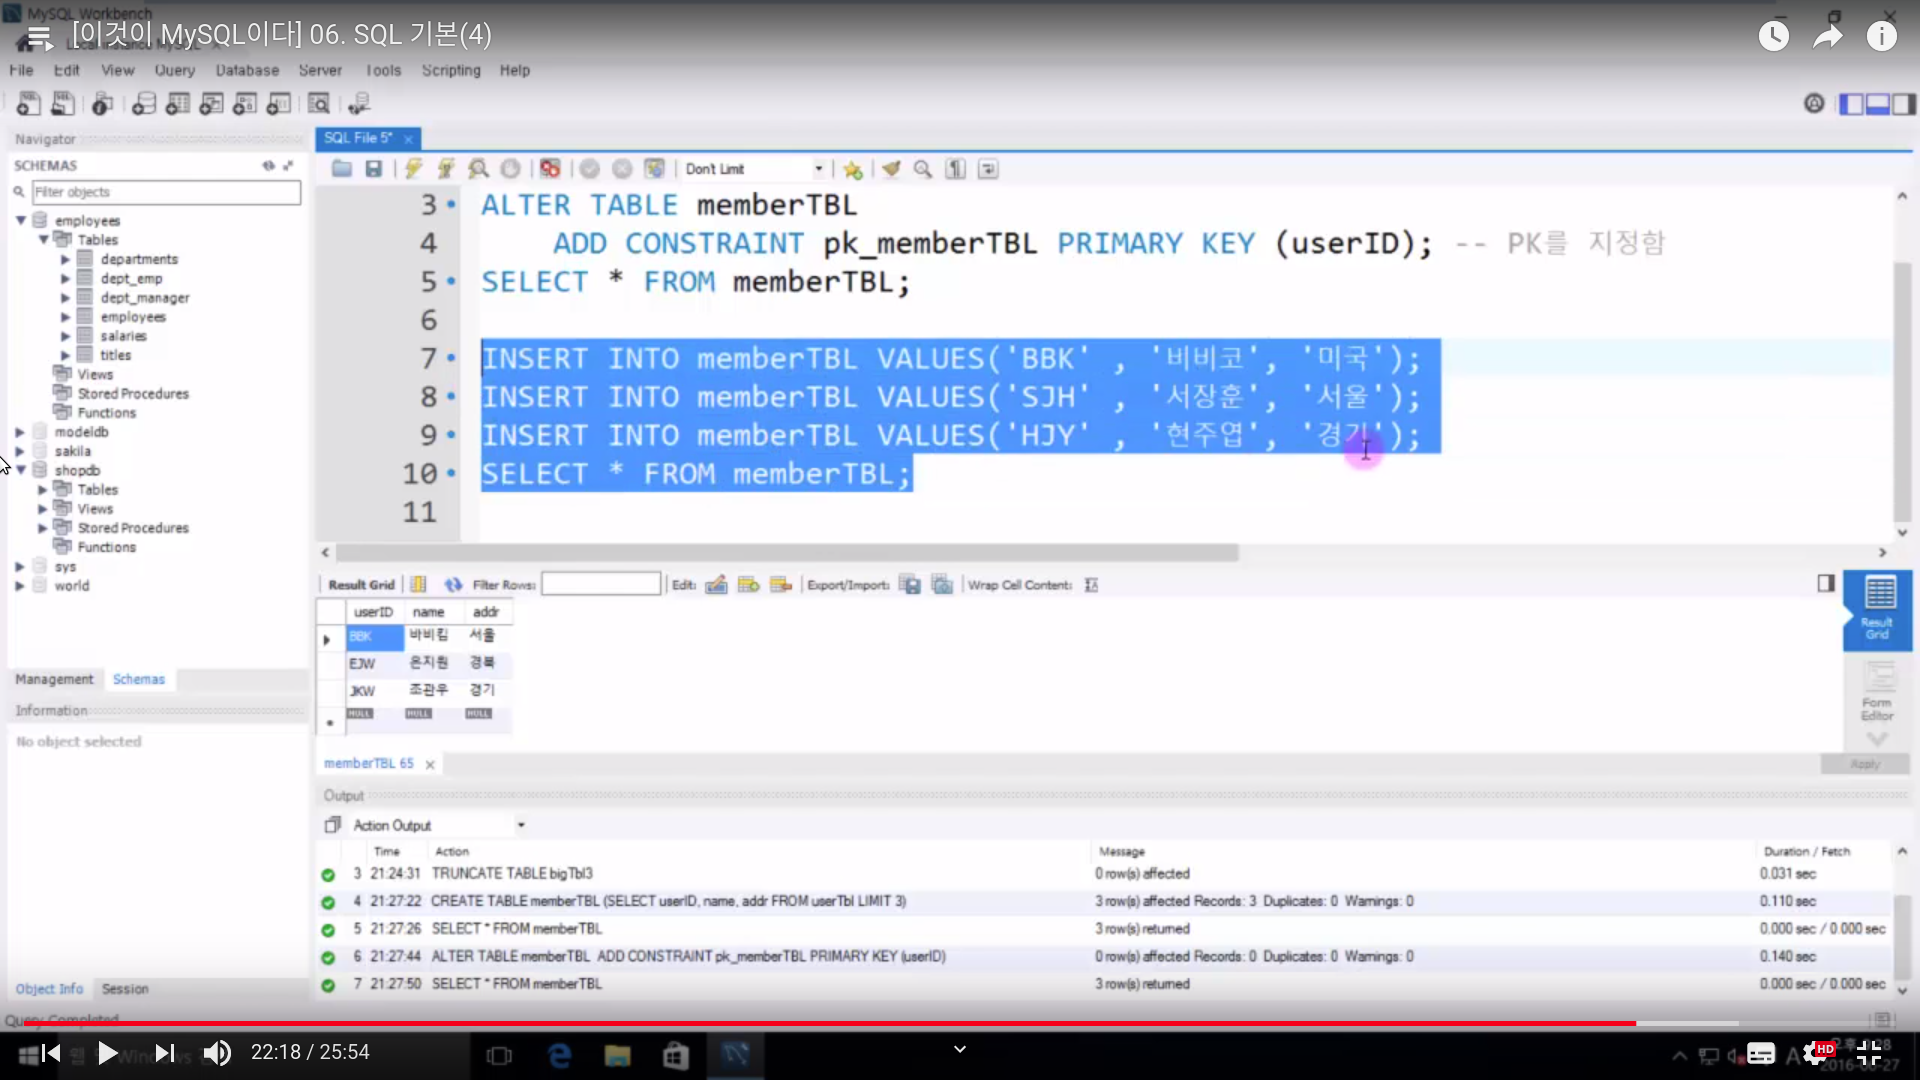 MySQL Workbench
[이것이 MySQL이다] 06. SQL 기본(4)
File Edit View Query Database Server Tools Scripting Help
Navigator
SCHEMAS
Filter objects
employees
Tables
departments
dept_emp
dept_manager
employees
salaries
titles
Views
Stored Procedures
Functions
modeldb
sakila
shopdb
Tables
Views
Stored Procedures
Functions
sys
world
Management Schemas
Information
No object selected
Object Info Session
Query Completed
SQL File 5*
Don't Limit
3 ALTER TABLE memberTBL
4 ADD CONSTRAINT pk_memberTBL PRIMARY KEY (userID); -- PK를 지정함
5 SELECT * FROM memberTBL;
6
7 INSERT INTO memberTBL VALUES('BBK' , '비비코', '미국');
8 INSERT INTO memberTBL VALUES('SJH' , '서장훈', '서울');
9 INSERT INTO memberTBL VALUES('HJY' , '현주엽', '경기');
10 SELECT * FROM memberTBL;
11
Result Grid Filter Rows: Edit: Export/Import: Wrap Cell Content:
userID name addr
BBK 바비킴 서울
EJW 은지원 경북
JKW 조관우 경기
NULL NULL NULL
Result
Grid
Form
Editor
memberTBL 65
Apply
Output
Action Output
Time Action Message Duration / Fetch
3 21:24:31 TRUNCATE TABLE bigTbl3 0 row(s) affected 0.031 sec
4 21:27:22 CREATE TABLE memberTBL (SELECT userID, name, addr FROM userTbl LIMIT 3) 3 row(s) affected Records: 3 Duplicates: 0 Warnings: 0 0.110 sec
5 21:27:26 SELECT * FROM memberTBL 3 row(s) returned 0.000 sec / 0.000 sec
6 21:27:44 ALTER TABLE memberTBL ADD CONSTRAINT pk_memberTBL PRIMARY KEY (userID) 0 row(s) affected Records: 0 Duplicates: 0 Warnings: 0 0.140 sec
7 21:27:50 SELECT * FROM memberTBL 3 row(s) returned 0.000 sec / 0.000 sec
22:18 / 25:54
HD